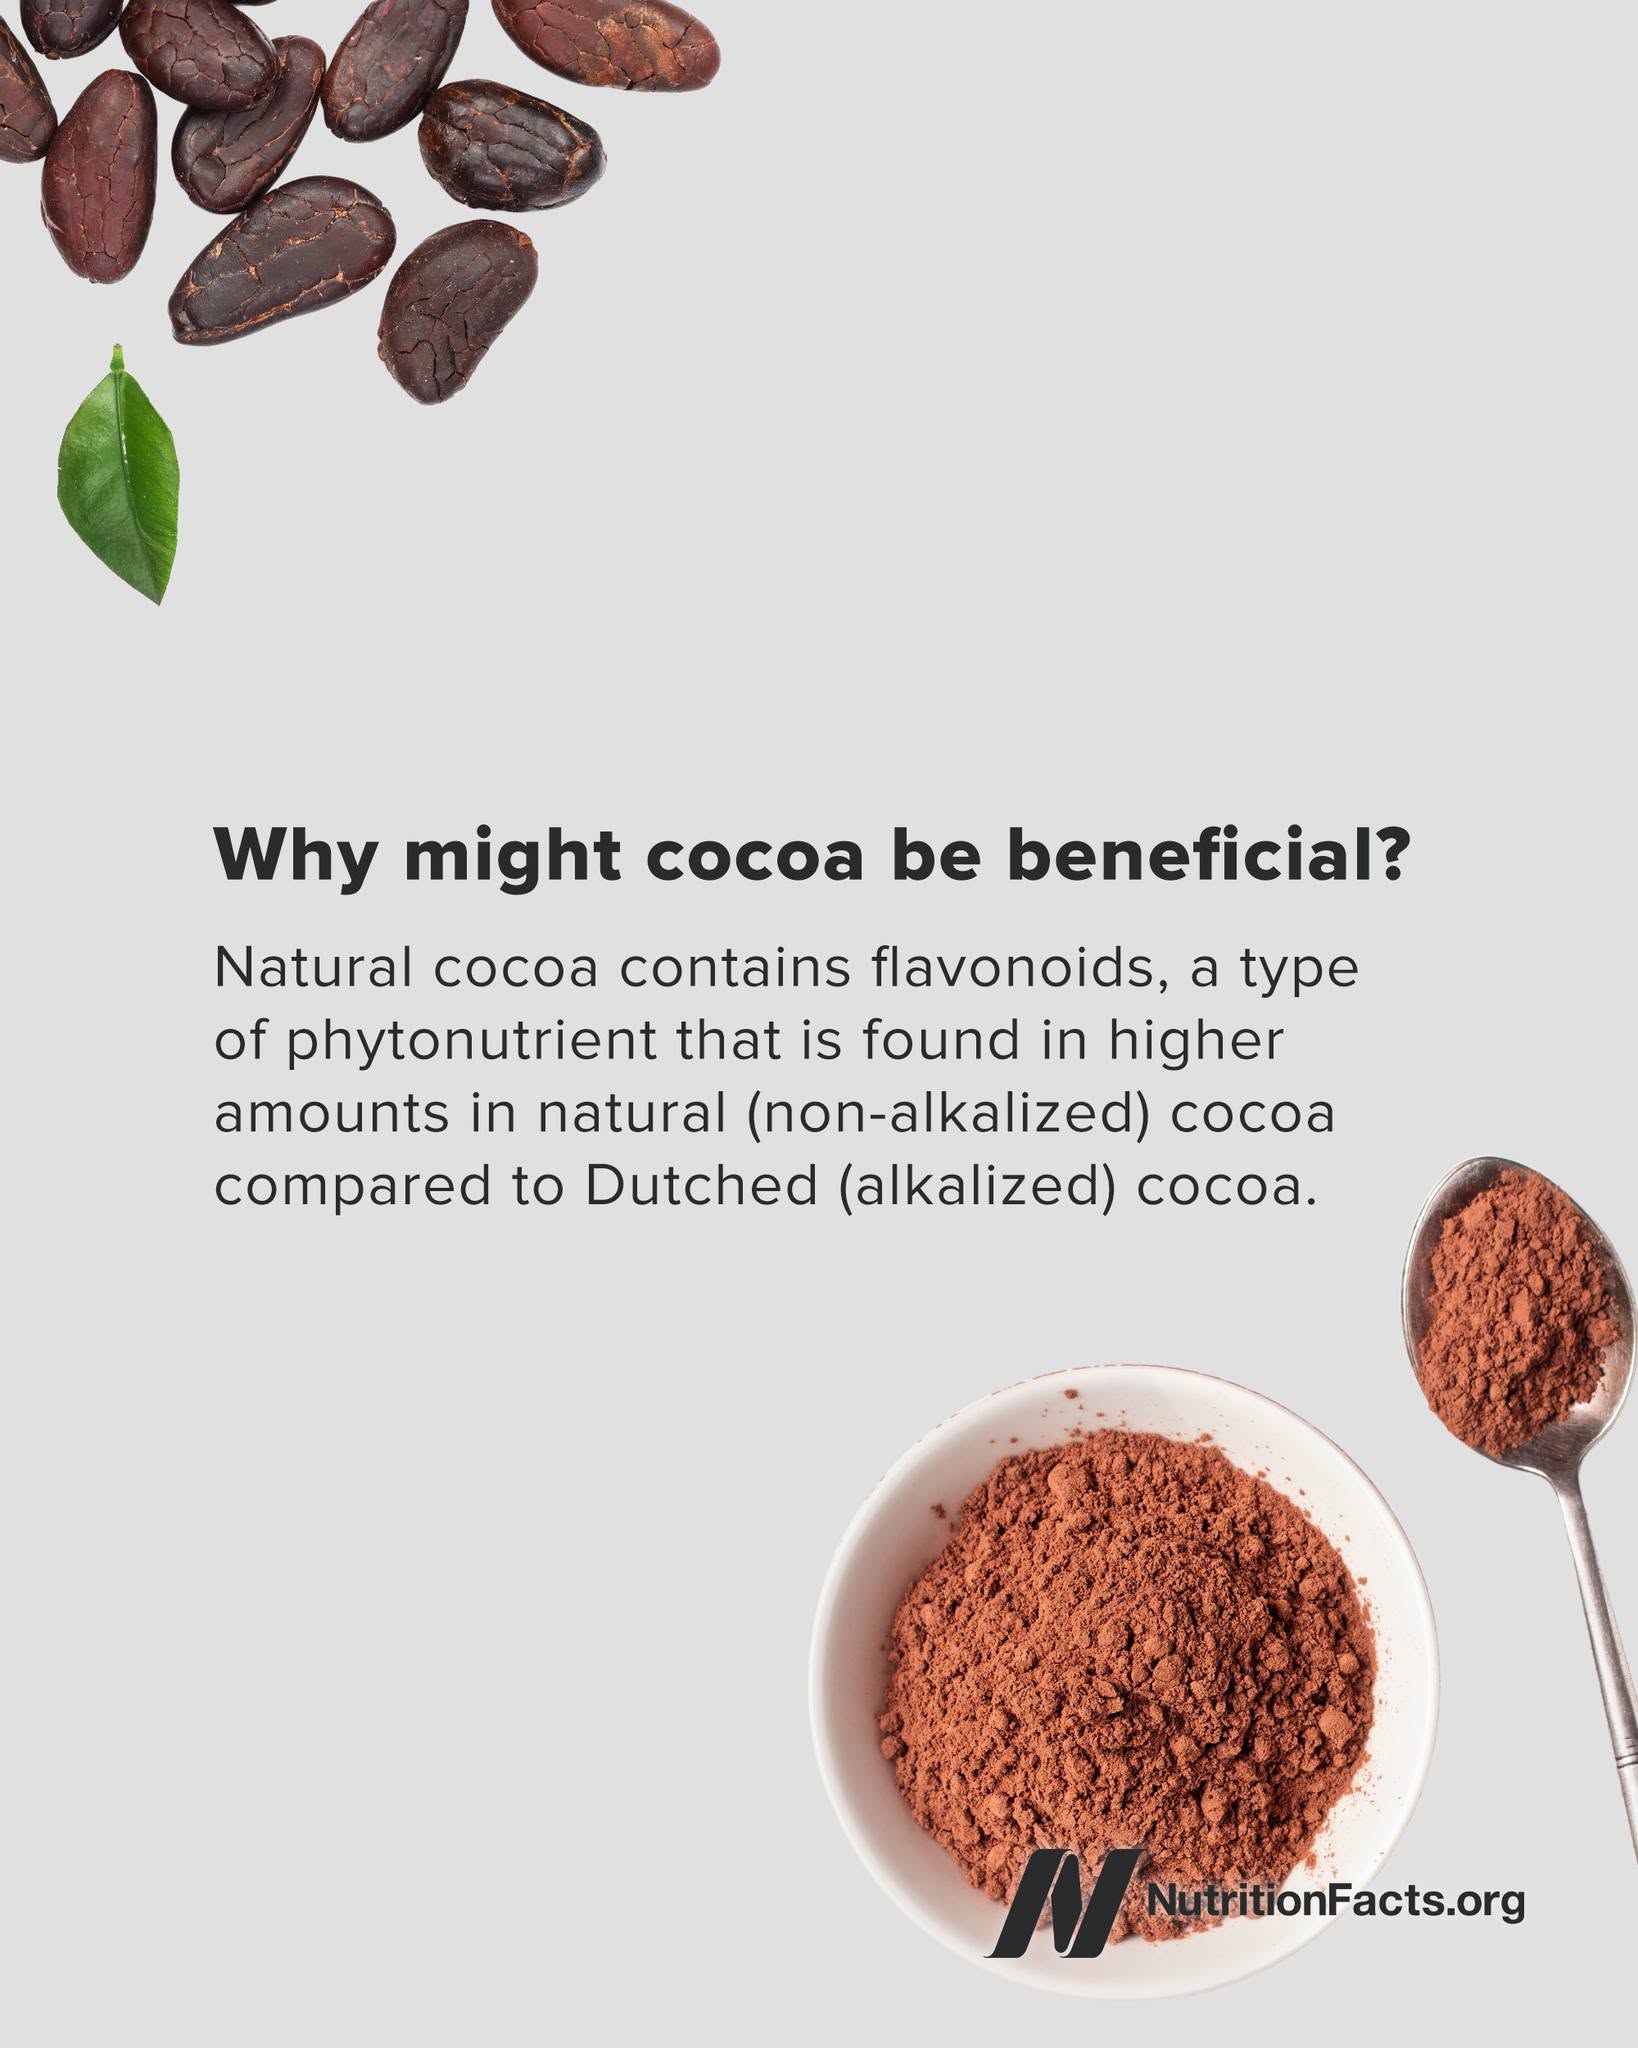 Why might cocoa be beneficial?
Natural cocoa contains flavonoids, a type
of phytonutrient that is found in higher
amounts in natural (non-alkalized) cocoa
compared to Dutched (alkalized) cocoa.
NutritionFacts.org